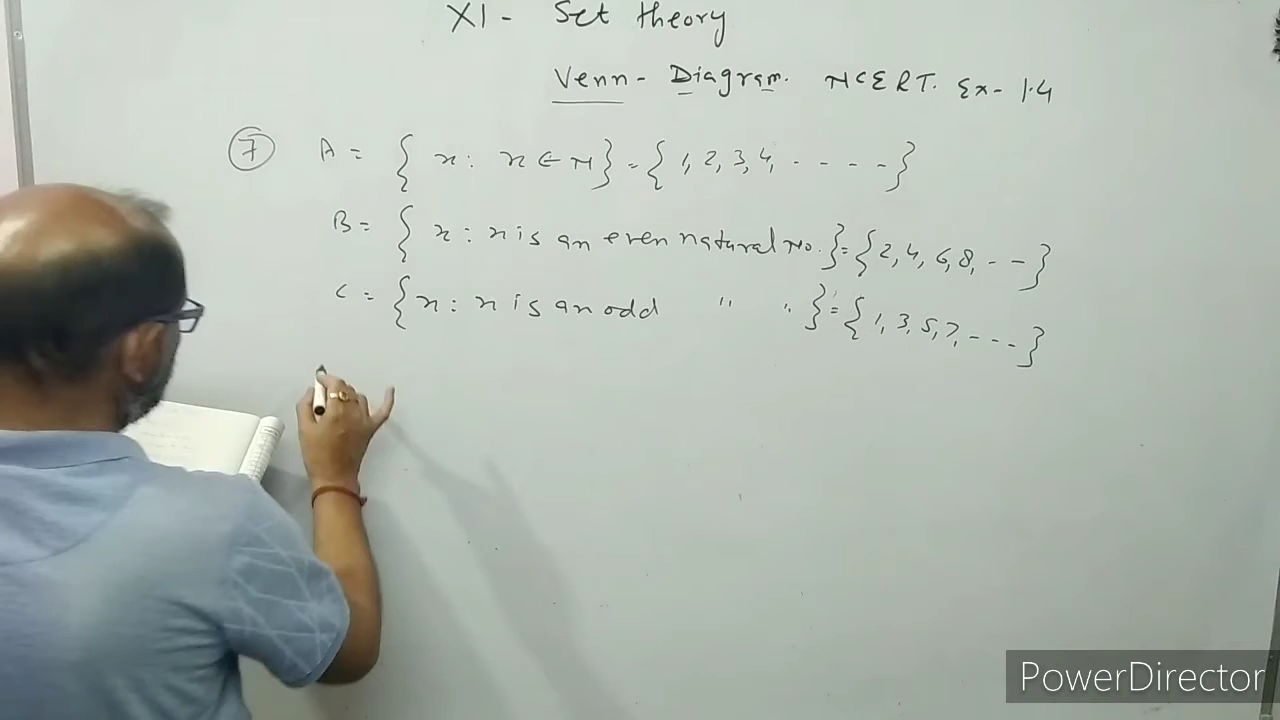 XI - Set theory
Venn - Diagram. NCERT. Ex- 1.4
7 A = { x : x ∈ N } = { 1, 2, 3, 4, - - - - - }
B = { x : x is an even natural No. } = { 2, 4, 6, 8, - - }
C = { x : x is an odd " " } = { 1, 3, 5, 7, - - - }
PowerDirector